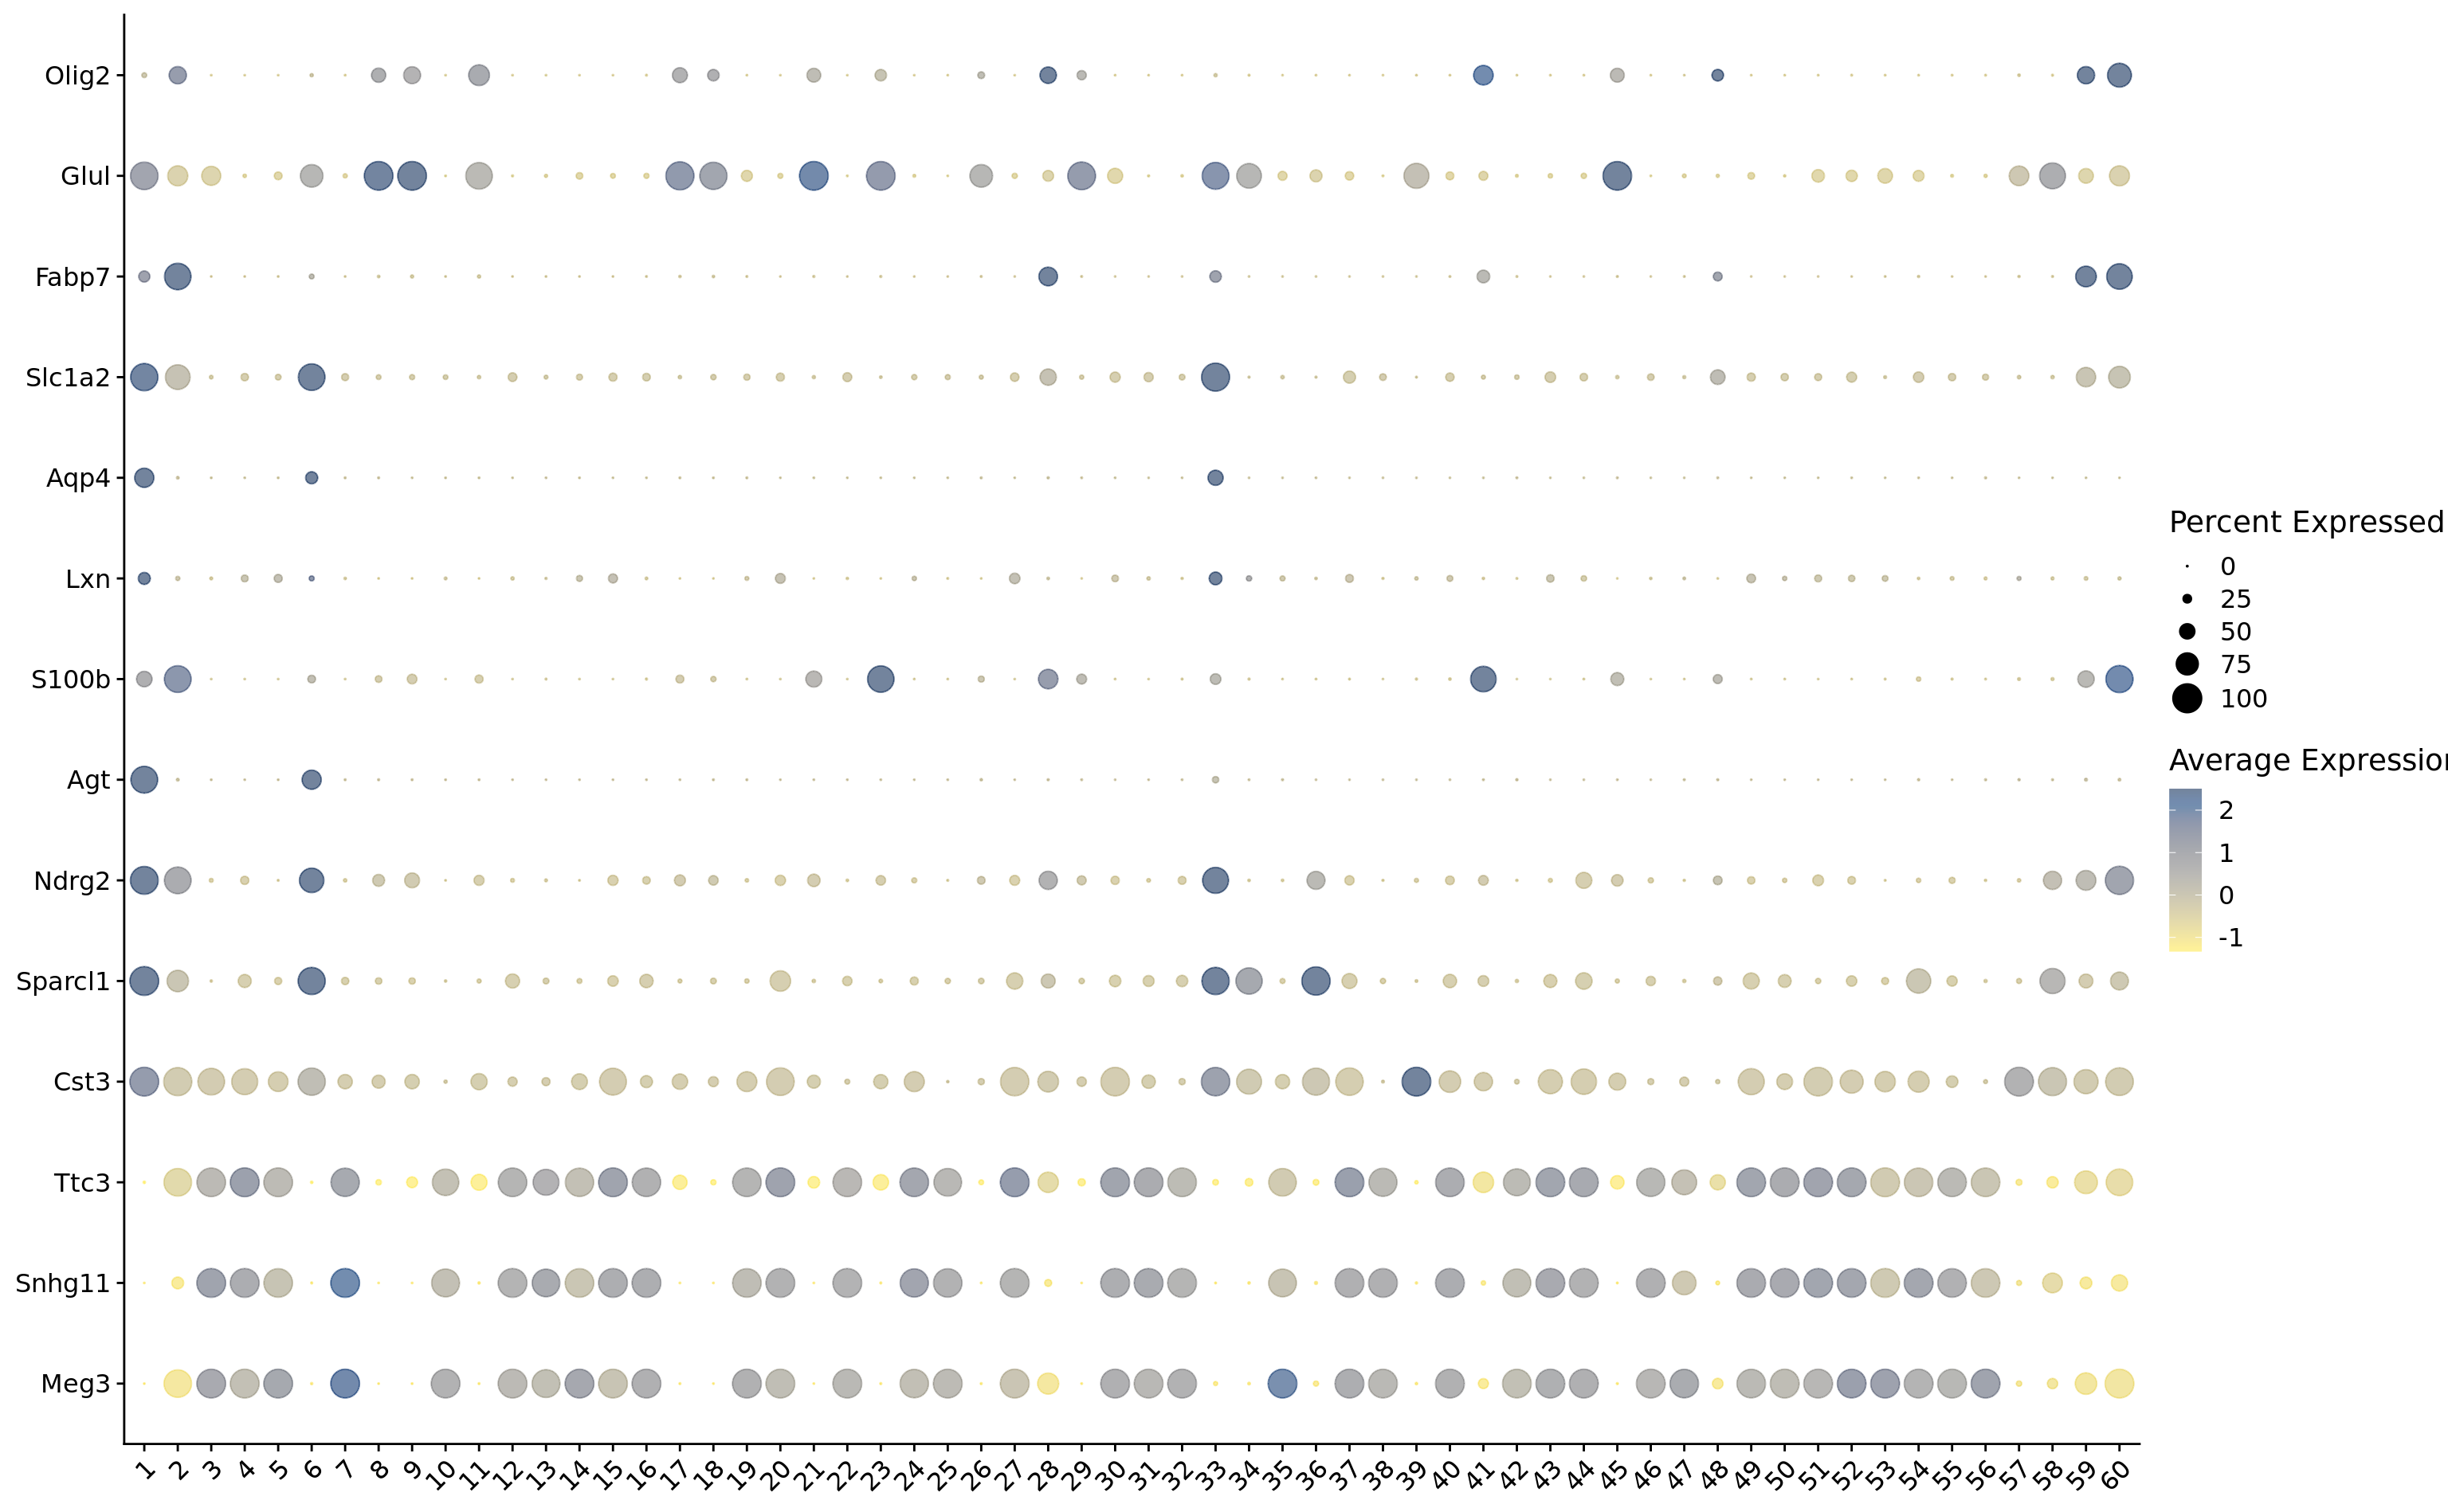 Olig2
Glul
Fabp7
Slc1a2
Aqp4
Lxn
S100b
Agt
Ndrg2
Sparcl1
Cst3
Ttc3
Snhg11
Meg3
1 2 3 4 5 6 7 8 9 10 11 12 13 14 15 16 17 18 19 20 21 22 23 24 25 26 27 28 29 30 31 32 33 34 35 36 37 38 39 40 41 42 43 44 45 46 47 48 49 50 51 52 53 54 55 56 57 58 59 60
Percent Expressed
0
25
50
75
100
Average Expression
2
1
0
-1